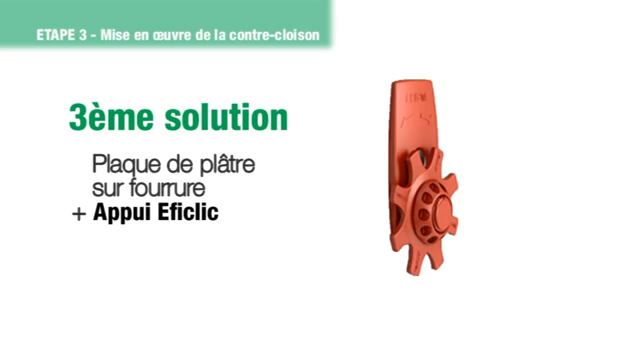 ETAPE 3 - Mise en œuvre de la contre-cloison
3ème solution
Plaque de plâtre
sur fourrure
+ Appui Eficlic